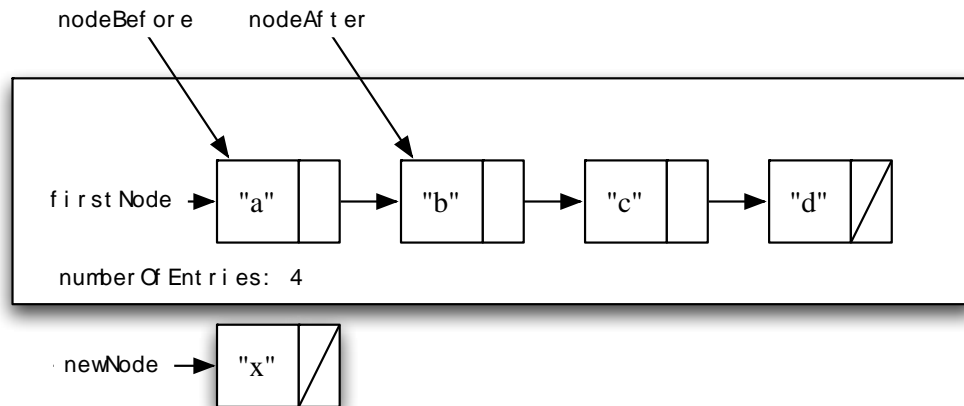 nodeBefore nodeAfter
firstNode "a" "b" "c" "d"
numberOfEntries: 4
newNode "x"